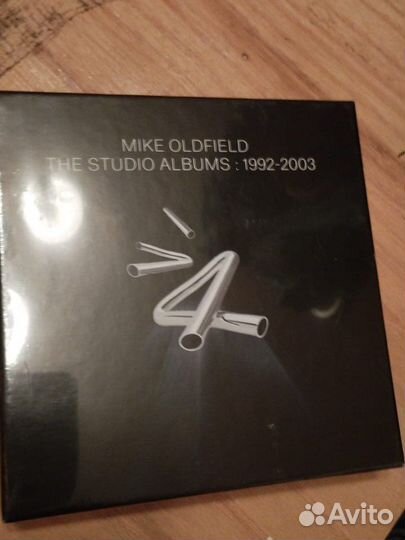 MIKE OLDFIELD
THE STUDIO ALBUMS : 1992-2003
Avito